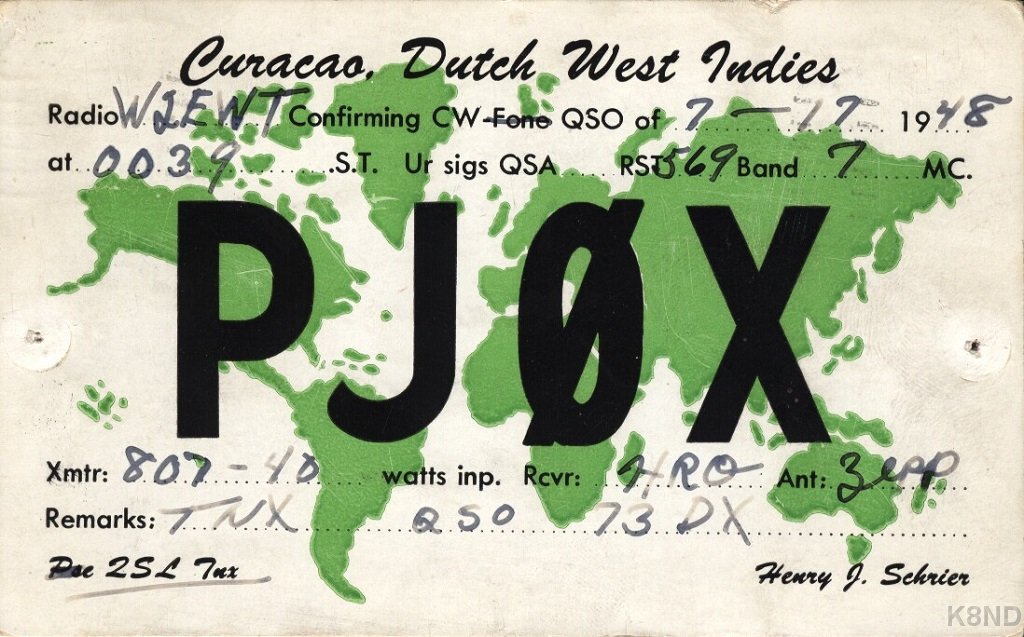 Curacao, Dutch West Indies
Radio W2EWT Confirming CW-Fone QSO of 7-17 1948
at 0039 S.T. Ur sigs QSA RST 569 Band 7 MC.
PJØX
Xmtr: 807-40 watts inp. Rcvr: HRO Ant: Zepp
Remarks: TNX QSO 73 DX
Pse QSL Tnx
Henry J. Schrier
K8ND